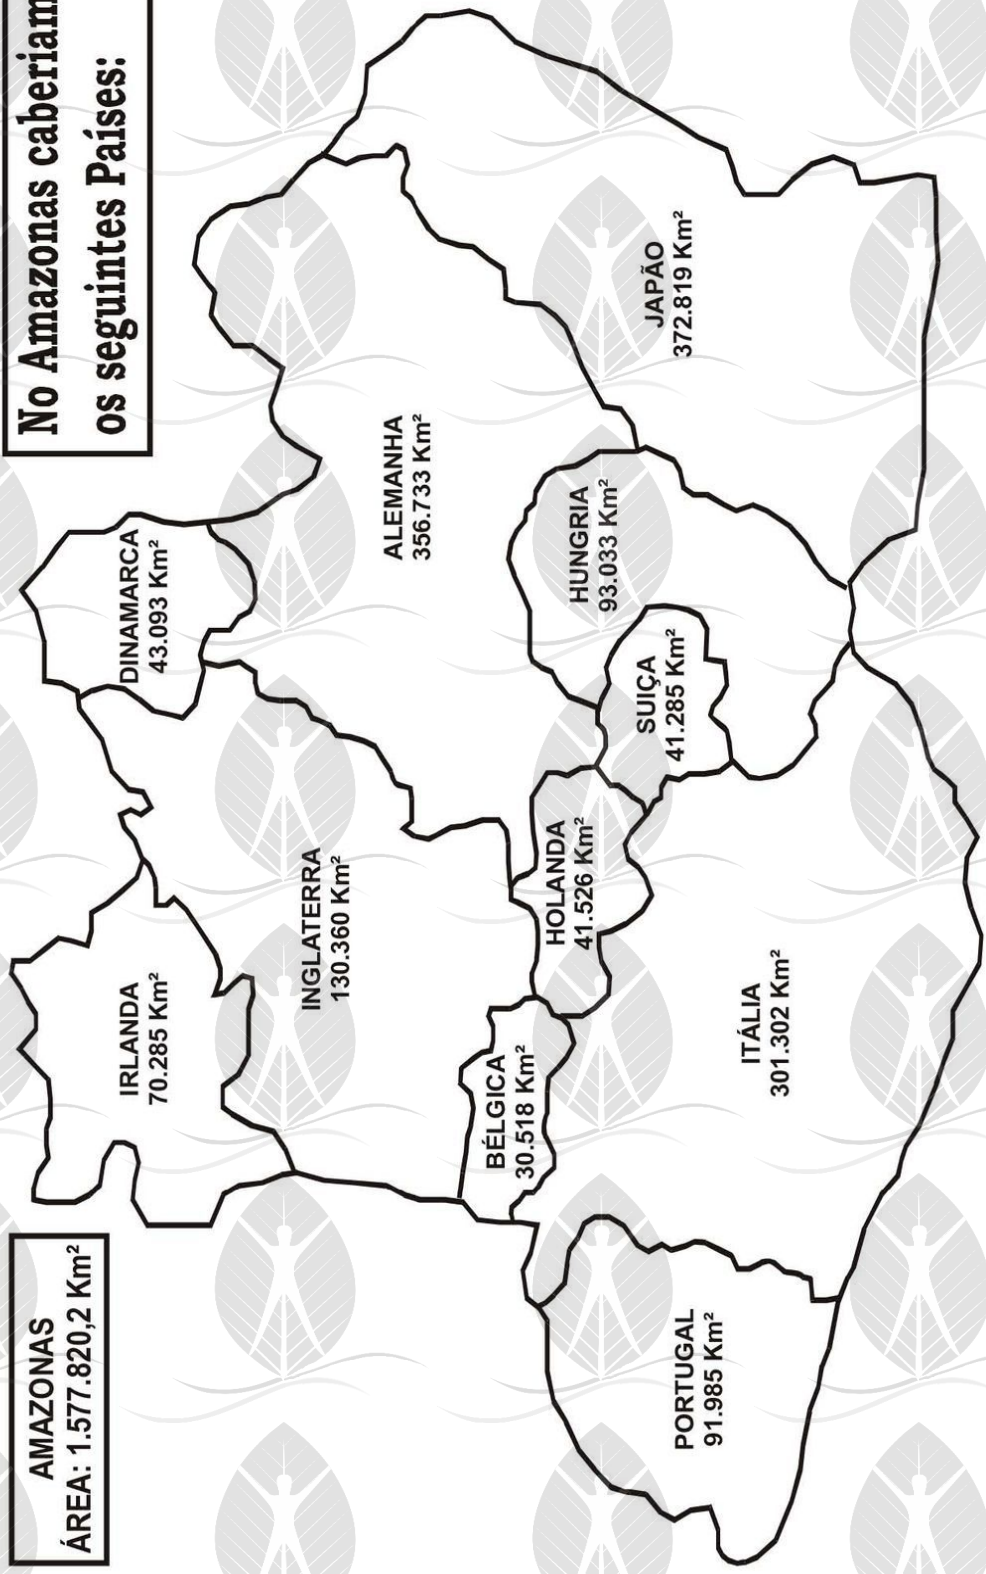 No Amazonas caberiam
os seguintes Países:
AMAZONAS
ÁREA: 1.577.820,2 Km²
IRLANDA
70.285 Km²
DINAMARCA
43.093 Km²
INGLATERRA
130.360 Km²
ALEMANHA
356.733 Km²
BÉLGICA
30.518 Km²
HOLANDA
41.526 Km²
HUNGRIA
93.033 Km²
SUIÇA
41.285 Km²
JAPÃO
372.819 Km²
PORTUGAL
91.985 Km²
ITÁLIA
301.302 Km²